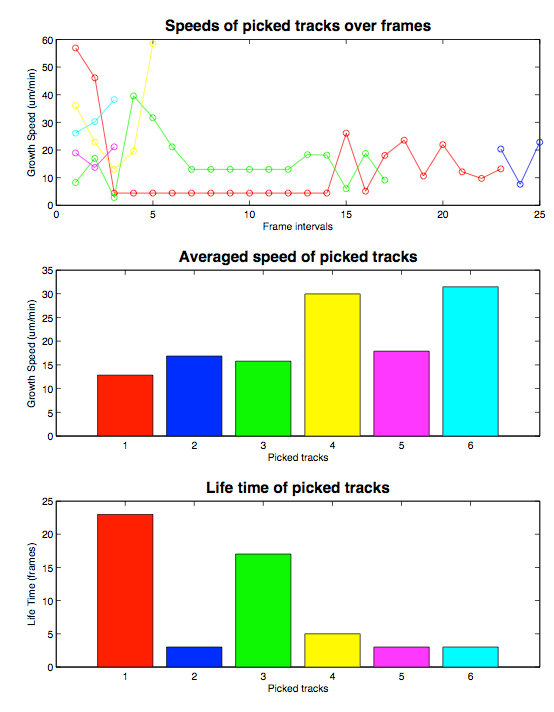 Speeds of picked tracks over frames
60
50
40
30
20
10
0
Growth Speed (um/min)
0 5 10 15 20 25
Frame intervals
Averaged speed of picked tracks
35
30
25
20
15
10
5
0
Growth Speed (um/min)
1 2 3 4 5 6
Picked tracks
Life time of picked tracks
25
20
15
10
5
0
Life Time (frames)
1 2 3 4 5 6
Picked tracks